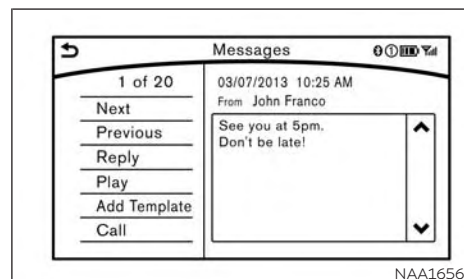 Messages
1 of 20
Next
Previous
Reply
Play
Add Template
Call
03/07/2013 10:25 AM
From John Franco
See you at 5pm.
Don't be late!
NAA1656